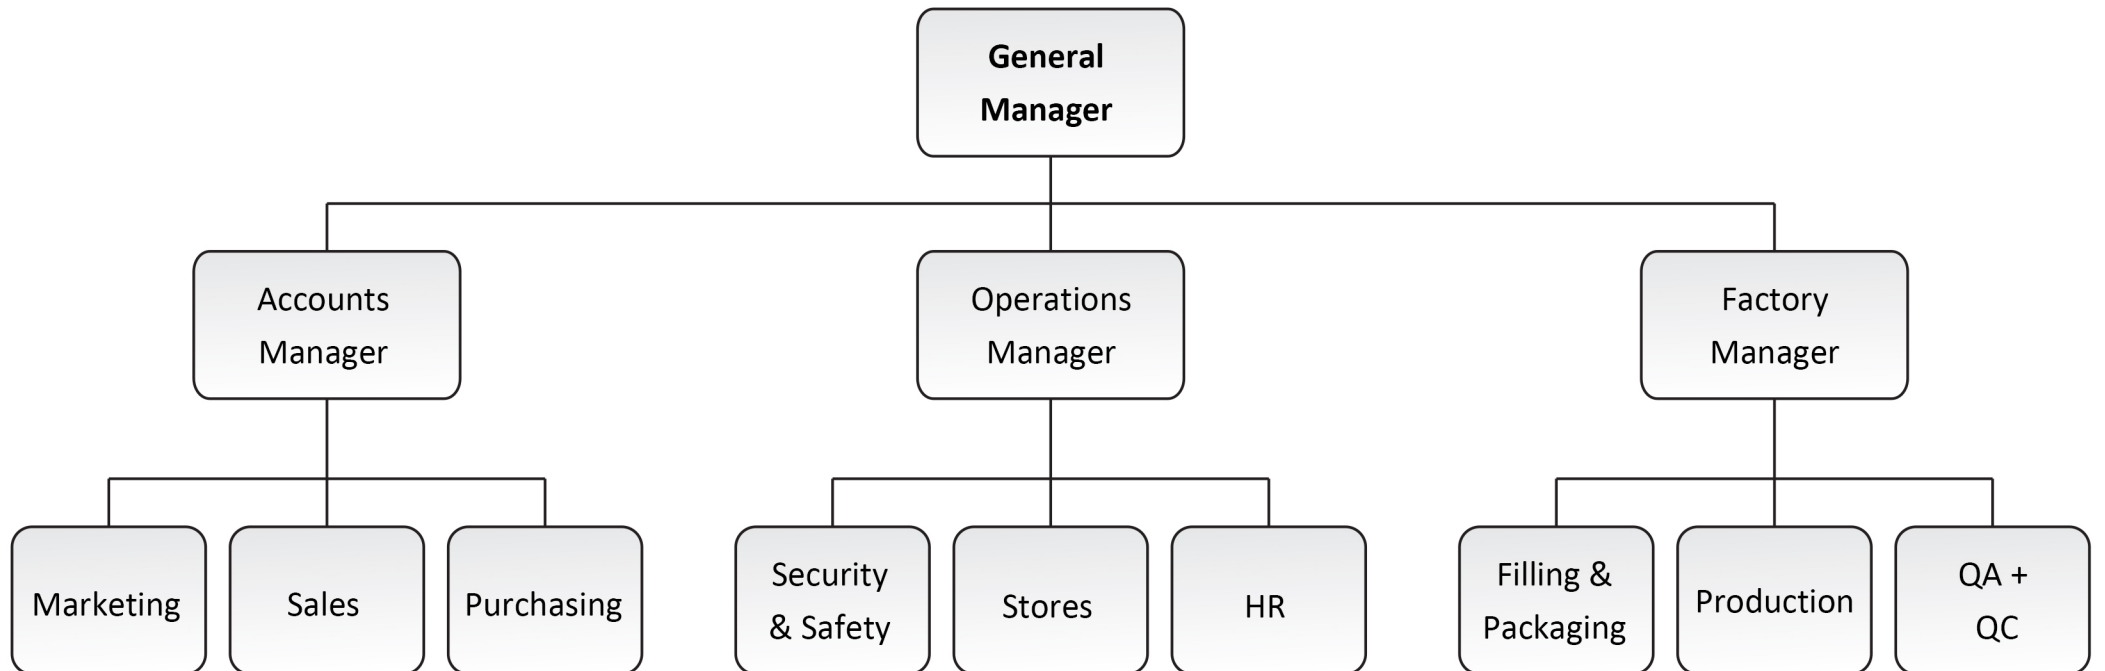 General
Manager
Accounts
Manager
Operations
Manager
Factory
Manager
Marketing
Sales
Purchasing
Security
& Safety
Stores
HR
Filling &
Packaging
Production
QA +
QC